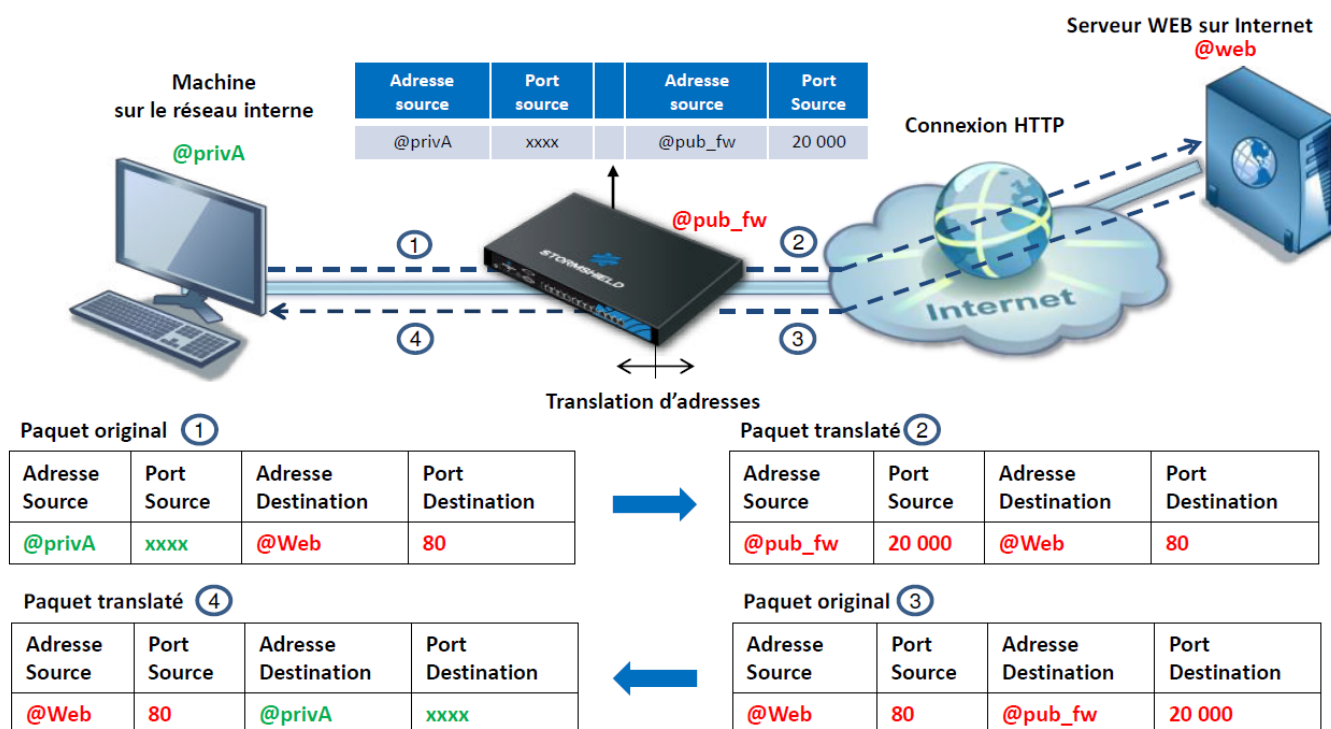 Serveur WEB sur Internet
@web
Machine
sur le réseau interne
@privA
Adresse source Port source Adresse source Port Source
@privA xxxx @pub_fw 20 000
Connexion HTTP
@pub_fw
1
2
STORMSHIELD
Internet
4
3
Translation d'adresses
Paquet original 1
Adresse Source Port Source Adresse Destination Port Destination
@privA xxxx @Web 80
Paquet translaté 2
Adresse Source Port Source Adresse Destination Port Destination
@pub_fw 20 000 @Web 80
Paquet translaté 4
Adresse Source Port Source Adresse Destination Port Destination
@Web 80 @privA xxxx
Paquet original 3
Adresse Source Port Source Adresse Destination Port Destination
@Web 80 @pub_fw 20 000